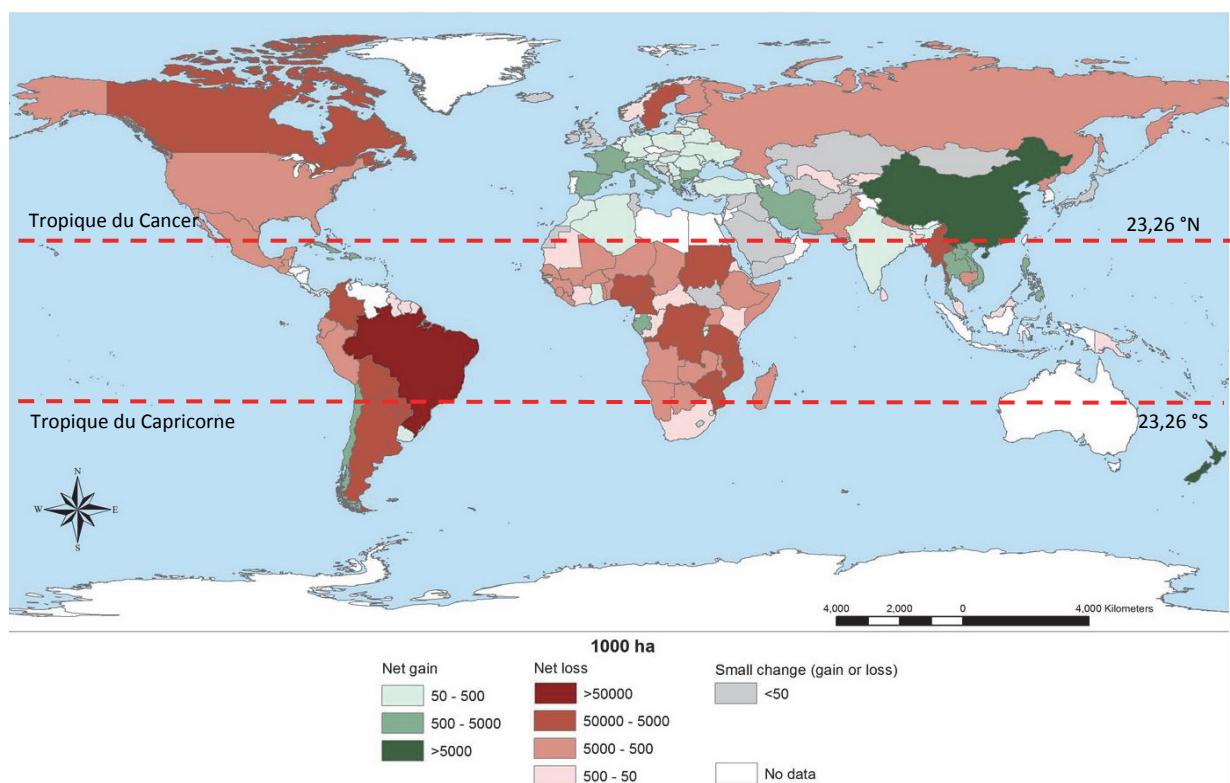 Tropique du Cancer
23,26 °N
Tropique du Capricorne
23,26 °S
N
W
E
S
4,000 2,000 0 4,000 Kilometers
1000 ha
Net gain
50 - 500
500 - 5000
>5000
Net loss
>50000
50000 - 5000
5000 - 500
500 - 50
Small change (gain or loss)
<50
No data